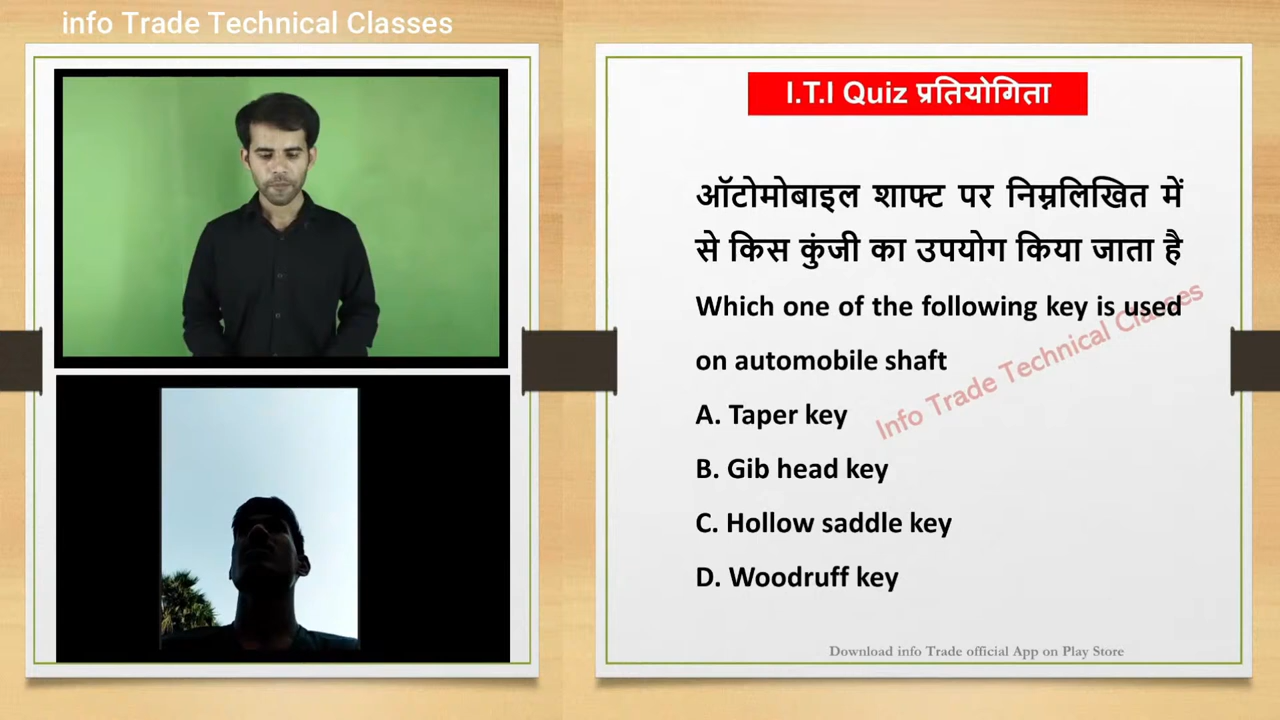 info Trade Technical Classes
I.T.I Quiz प्रतियोगिता
ऑटोमोबाइल शाफ्ट पर निम्नलिखित में
से किस कुंजी का उपयोग किया जाता है
Which one of the following key is used
on automobile shaft
A. Taper key
B. Gib head key
C. Hollow saddle key
D. Woodruff key
Info Trade Technical Classes
Download info Trade official App on Play Store